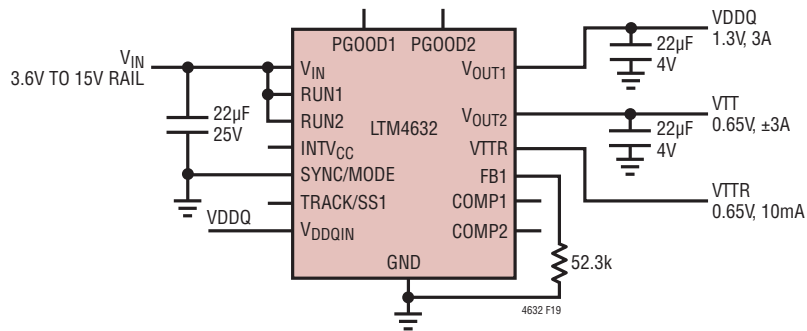 PGOOD1 PGOOD2
VIN
3.6V TO 15V RAIL
22µF
25V
VDDQ
VIN
RUN1
RUN2
INTVCC
SYNC/MODE
TRACK/SS1
VDDQIN
LTM4632
GND
VOUT1
VOUT2
VTTR
FB1
COMP1
COMP2
22µF
4V
VDDQ
1.3V, 3A
22µF
4V
VTT
0.65V, ±3A
VTTR
0.65V, 10mA
52.3k
4632 F19